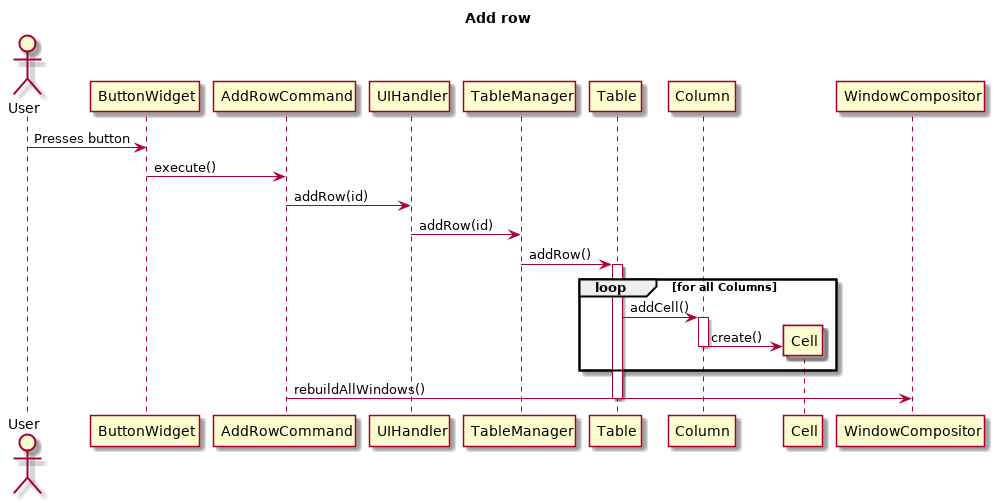 Add row
User
ButtonWidget
AddRowCommand
UIHandler
TableManager
Table
Column
WindowCompositor
Presses button
execute()
addRow(id)
addRow(id)
addRow()
loop
[for all Columns]
addCell()
create()
Cell
rebuildAllWindows()
User
ButtonWidget
AddRowCommand
UIHandler
TableManager
Table
Column
Cell
WindowCompositor